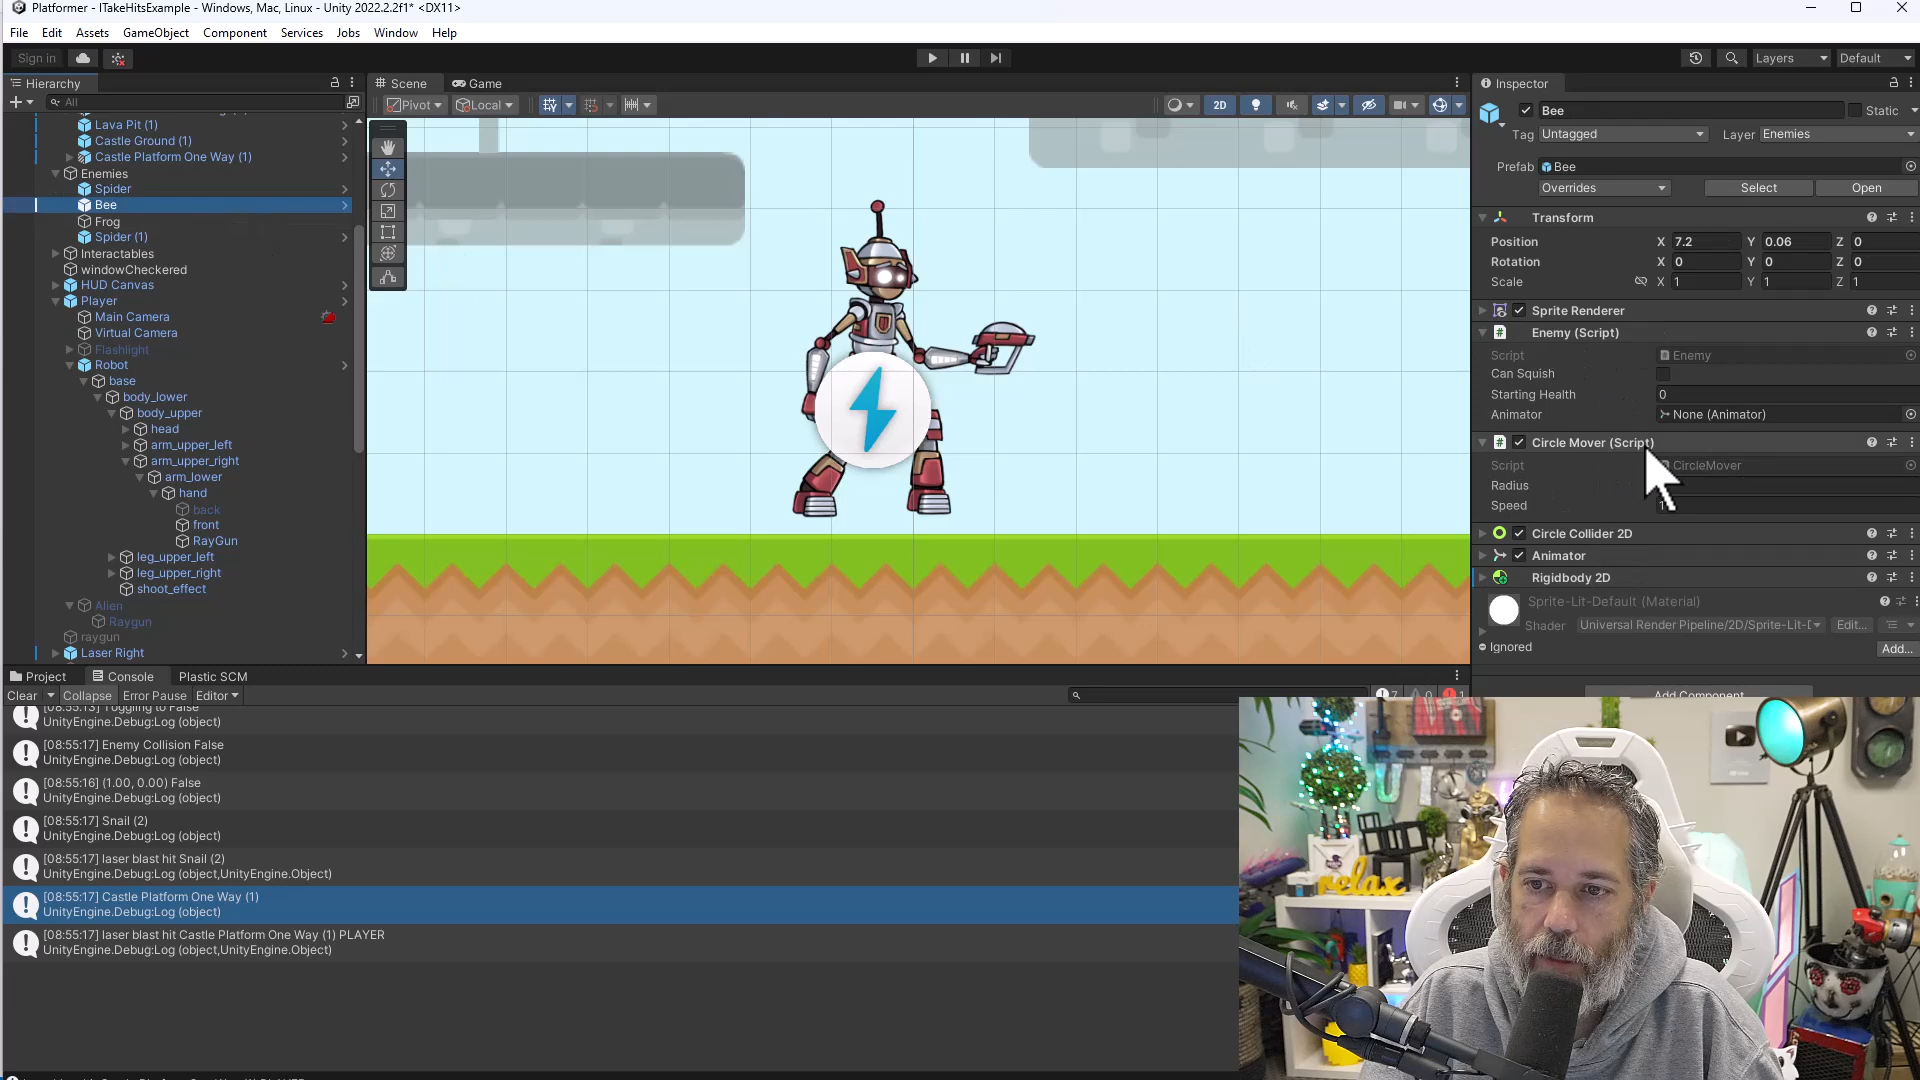 Platformer - ITakeHitsExample - Windows, Mac, Linux - Unity 2022.2.2f1* <DX11>
File Edit Assets GameObject Component Services Jobs Window Help
Sign in
Layers
Default
Hierarchy
All
Lava Pit (1)
Castle Ground (1)
Castle Platform One Way (1)
Enemies
Spider
Bee
Frog
Spider (1)
Interactables
windowCheckered
HUD Canvas
Player
Main Camera
Virtual Camera
Flashlight
Robot
base
body_lower
body_upper
head
arm_upper_left
arm_upper_right
arm_lower
hand
back
front
RayGun
leg_upper_left
leg_upper_right
shoot_effect
Alien
Raygun
raygun
Laser Right
Scene
Game
Pivot
Local
2D
Inspector
Bee
Static
Tag Untagged
Layer Enemies
Prefab Bee
Overrides Select Open
Transform
Position X 7.2 Y 0.06 Z 0
Rotation X 0 Y 0 Z 0
Scale X 1 Y 1 Z 1
Sprite Renderer
Enemy (Script)
Script Enemy
Can Squish
Starting Health 0
Animator None (Animator)
Circle Mover (Script)
Script CircleMover
Radius
Speed 1
Circle Collider 2D
Animator
Rigidbody 2D
Sprite-Lit-Default (Material)
Shader Universal Render Pipeline/2D/Sprite-Lit-D Edit...
Ignored
Add...
Add Component
Project
Console
Plastic SCM
Clear Collapse Error Pause Editor
7 0 1
[08:55:13] Toggling to False
UnityEngine.Debug:Log (object)
[08:55:17] Enemy Collision False
UnityEngine.Debug:Log (object)
[08:55:16] (1.00, 0.00) False
UnityEngine.Debug:Log (object)
[08:55:17] Snail (2)
UnityEngine.Debug:Log (object)
[08:55:17] laser blast hit Snail (2)
UnityEngine.Debug:Log (object,UnityEngine.Object)
[08:55:17] Castle Platform One Way (1)
UnityEngine.Debug:Log (object)
[08:55:17] laser blast hit Castle Platform One Way (1) PLAYER
UnityEngine.Debug:Log (object,UnityEngine.Object)
relax